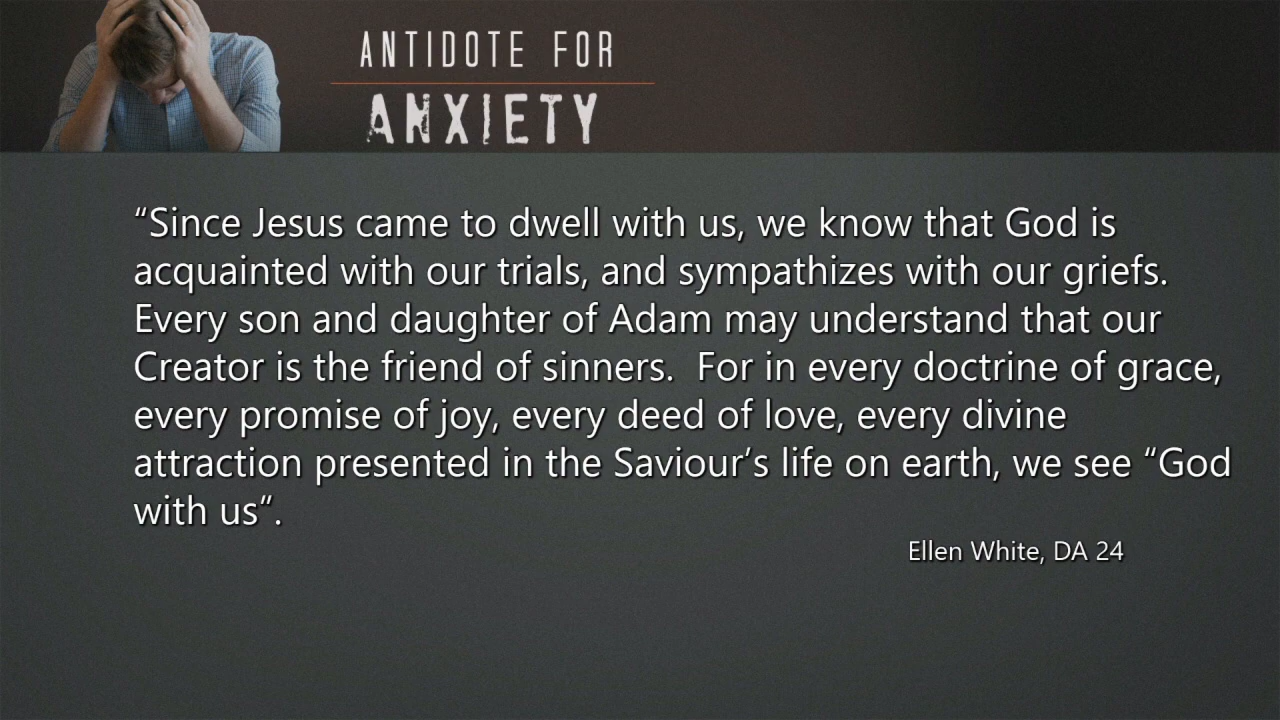 ANTIDOTE FOR
ANXIETY
“Since Jesus came to dwell with us, we know that God is
acquainted with our trials, and sympathizes with our griefs.
Every son and daughter of Adam may understand that our
Creator is the friend of sinners.  For in every doctrine of grace,
every promise of joy, every deed of love, every divine
attraction presented in the Saviour’s life on earth, we see “God
with us”.
Ellen White, DA 24